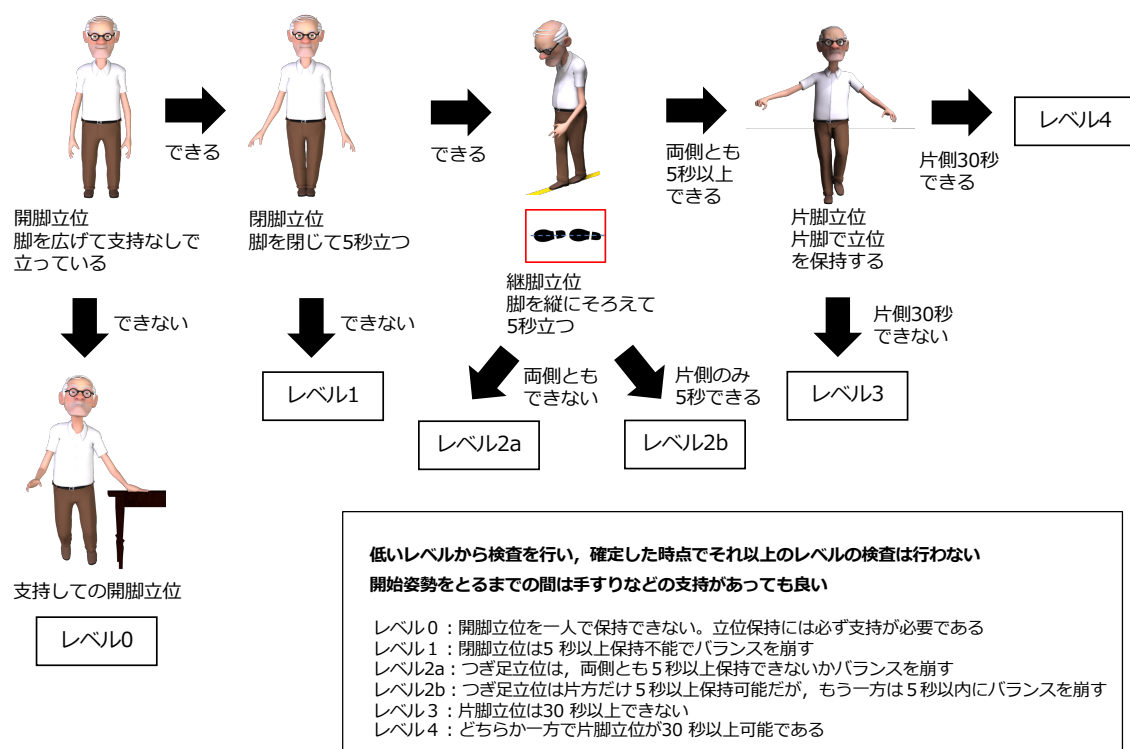 できる
できる
両側とも
5秒以上
できる
片側30秒
できる
レベル4
開脚立位
脚を広げて支持なしで
立っている
閉脚立位
脚を閉じて5秒立つ
継脚立位
脚を縦にそろえて
5秒立つ
片脚立位
片脚で立位
を保持する
できない
できない
両側とも
できない
片側のみ
5秒できる
片側30秒
できない
レベル1
レベル2a
レベル2b
レベル3
支持しての開脚立位
レベル0
低いレベルから検査を行い，確定した時点でそれ以上のレベルの検査は行わない
開始姿勢をとるまでの間は手すりなどの支持があっても良い
レベル０：開脚立位を一人で保持できない。立位保持には必ず支持が必要である
レベル１：閉脚立位は5 秒以上保持不能でバランスを崩す
レベル2a：つぎ足立位は，両側とも５秒以上保持できないかバランスを崩す
レベル2b：つぎ足立位は片方だけ５秒以上保持可能だが，もう一方は５秒以内にバランスを崩す
レベル３：片脚立位は30 秒以上できない
レベル４：どちらか一方で片脚立位が30 秒以上可能である